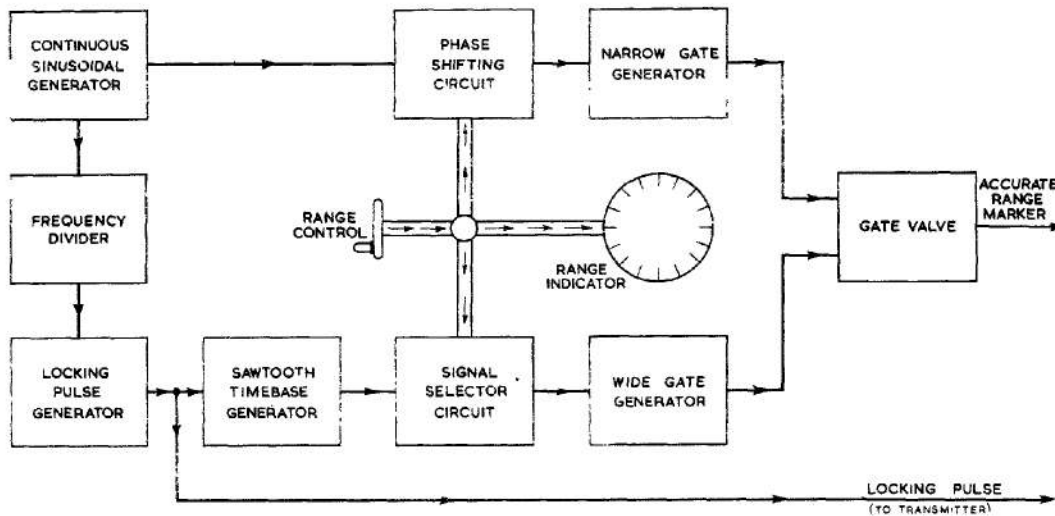 CONTINUOUS
SINUSOIDAL
GENERATOR
PHASE
SHIFTING
CIRCUIT
NARROW GATE
GENERATOR
FREQUENCY
DIVIDER
RANGE
CONTROL
RANGE
INDICATOR
GATE VALVE
ACCURATE
RANGE
MARKER
LOCKING
PULSE
GENERATOR
SAWTOOTH
TIMEBASE
GENERATOR
SIGNAL
SELECTOR
CIRCUIT
WIDE GATE
GENERATOR
LOCKING PULSE
(TO TRANSMITTER)